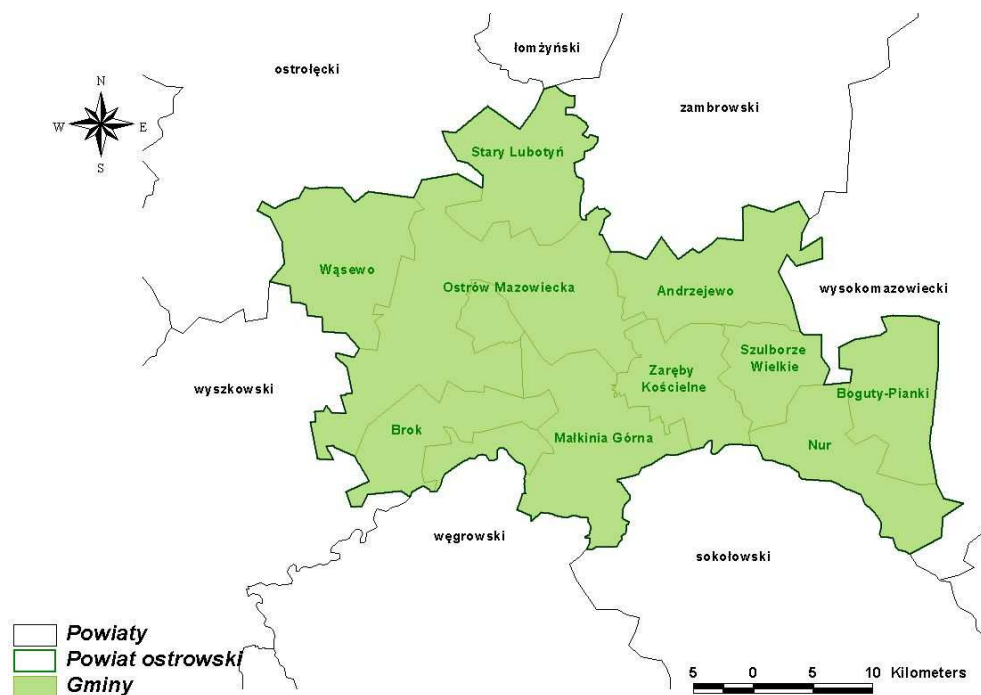 łomżyński
ostrołęcki
zambrowski
N
W E
S
Stary Lubotyń
Wąsewo
Ostrów Mazowiecka
Andrzejewo
wysokomazowiecki
Szulborze
Wielkie
Zaręby
Kościelne
wyszkowski
Boguty-Pianki
Brok
Małkinia Górna
Nur
węgrowski
sokołowski
Powiaty
Powiat ostrowski
Gminy
5 0 5 10 Kilometers